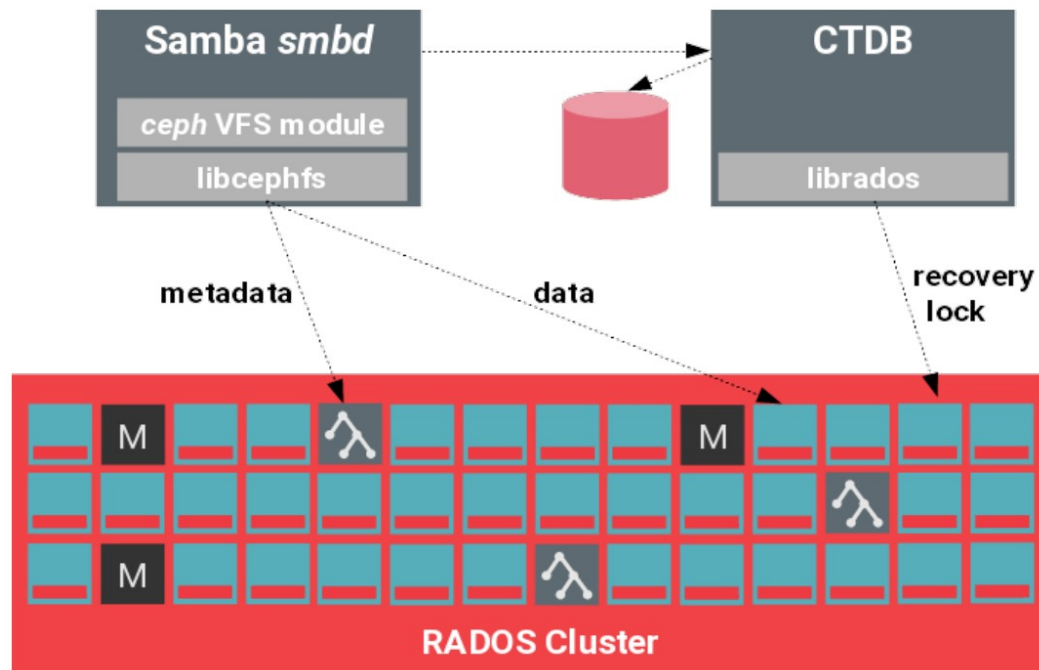 Samba smbd
CTDB
ceph VFS module
libcephfs
librados
metadata
data
recovery
lock
M
M
M
RADOS Cluster